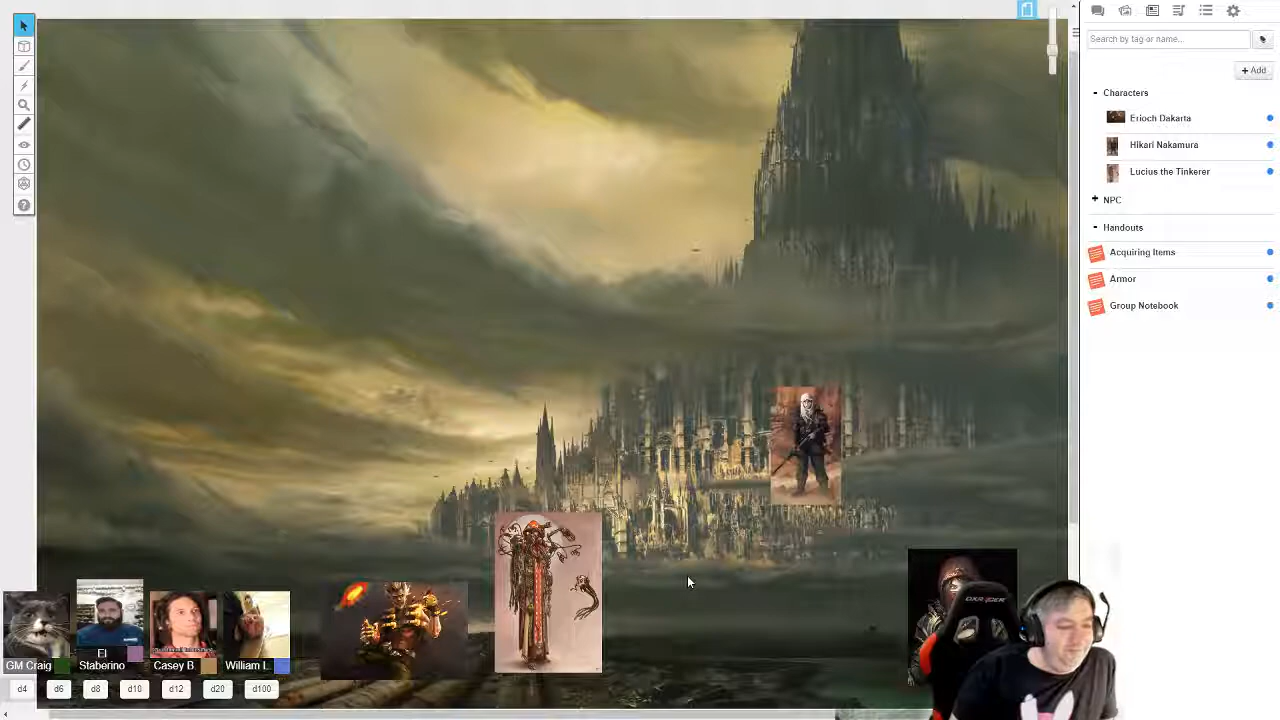 Search by tag or name...
+ Add
- Characters
Erioch Dakarta
Hikari Nakamura
Lucius the Tinkerer
+ NPC
- Handouts
Acquiring Items
Armor
Group Notebook
GM Craig
El Staberino
Casey B
William L.
d4
d6
d8
d10
d12
d20
d100